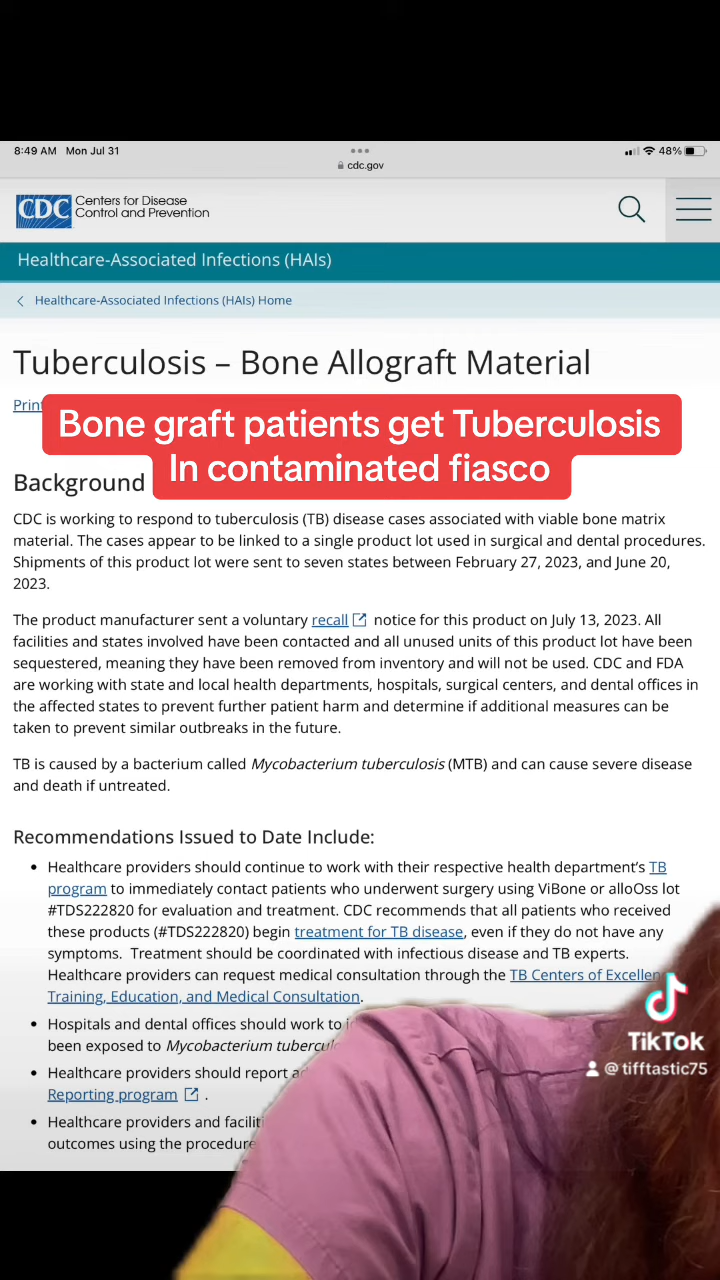 8:49 AM Mon Jul 31
48%
cdc.gov
CDC
Centers for Disease
Control and Prevention
Healthcare-Associated Infections (HAIs)
Healthcare-Associated Infections (HAIs) Home
Tuberculosis – Bone Allograft Material
Print
Bone graft patients get Tuberculosis
In contaminated fiasco
Background
CDC is working to respond to tuberculosis (TB) disease cases associated with viable bone matrix
material. The cases appear to be linked to a single product lot used in surgical and dental procedures.
Shipments of this product lot were sent to seven states between February 27, 2023, and June 20,
2023.
The product manufacturer sent a voluntary recall notice for this product on July 13, 2023. All
facilities and states involved have been contacted and all unused units of this product lot have been
sequestered, meaning they have been removed from inventory and will not be used. CDC and FDA
are working with state and local health departments, hospitals, surgical centers, and dental offices in
the affected states to prevent further patient harm and determine if additional measures can be
taken to prevent similar outbreaks in the future.
TB is caused by a bacterium called Mycobacterium tuberculosis (MTB) and can cause severe disease
and death if untreated.
Recommendations Issued to Date Include:
• Healthcare providers should continue to work with their respective health department's TB
program to immediately contact patients who underwent surgery using ViBone or alloOss lot
#TDS222820 for evaluation and treatment. CDC recommends that all patients who received
these products (#TDS222820) begin treatment for TB disease, even if they do not have any
symptoms. Treatment should be coordinated with infectious disease and TB experts.
Healthcare providers can request medical consultation through the TB Centers of
Training, Education, and Medical Consultation.
• Hospitals and dental offices should work to
been exposed to Mycobacterium
• Healthcare providers should report
Reporting program .
• Healthcare providers and
outcomes using the
TikTok
@tifftastic75